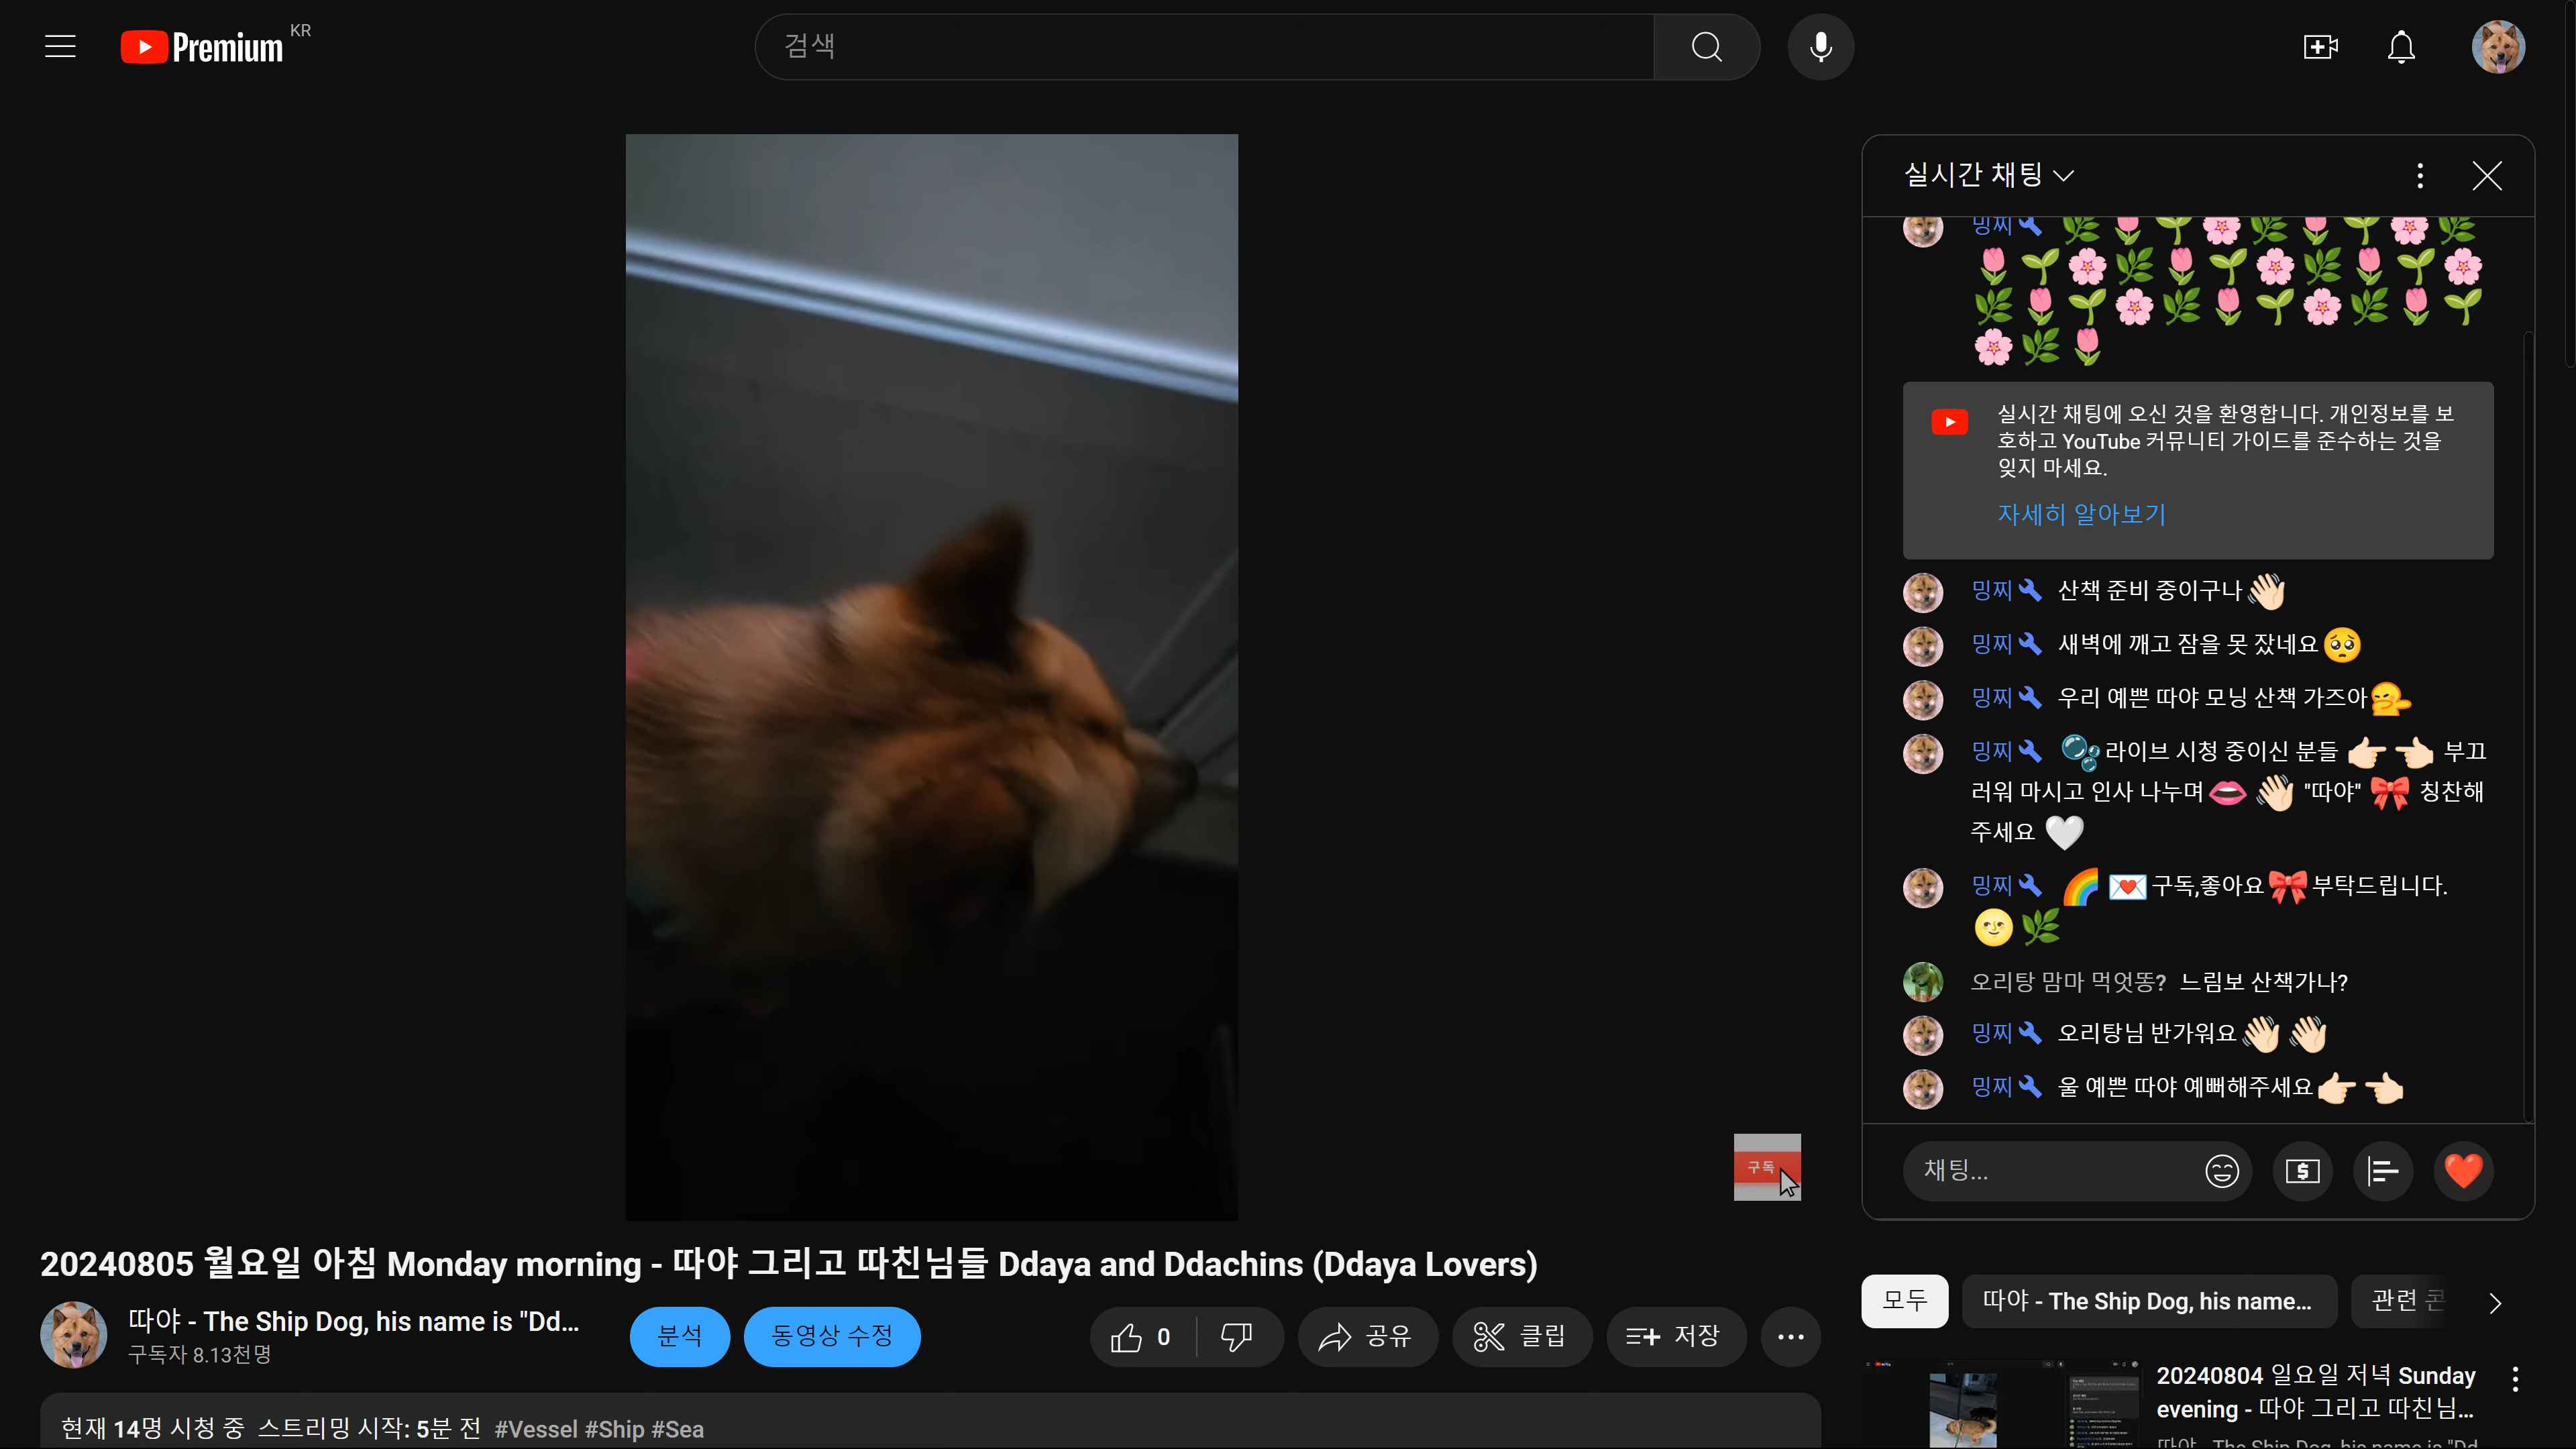 Premium KR
검색
실시간 채팅
밍찌 🌿🌷🌱🌸🌿🌷🌱🌸🌿
🌷🌱🌸🌿🌷🌱🌸🌿🌷🌱🌸
🌿🌷🌱🌸🌿🌷🌱🌸🌿🌷🌱
🌸🌿🌷
실시간 채팅에 오신 것을 환영합니다. 개인정보를 보
호하고 YouTube 커뮤니티 가이드를 준수하는 것을
잊지 마세요.
자세히 알아보기
밍찌 산책 준비 중이구나👋🏻
밍찌 새벽에 깨고 잠을 못 잤네요🥺
밍찌 우리 예쁜 따야 모닝 산책 가즈아🫴
밍찌 🫧라이브 시청 중이신 분들 👉🏻👈🏻 부끄
러워 마시고 인사 나누며👄👋🏻 "따야" 🎀 칭찬해
주세요 🤍
밍찌 🌈💌구독,좋아요🎀부탁드립니다.
🌝🌿
오리탕 맘마 먹엇똥? 느림보 산책가나?
밍찌 오리탕님 반가워요👋🏻👋🏻
밍찌 울 예쁜 따야 예뻐해주세요👉🏻👈🏻
채팅...
구독
20240805 월요일 아침 Monday morning - 따야 그리고 따친님들 Ddaya and Ddachins (Ddaya Lovers)
따야 - The Ship Dog, his name is "Dd...
구독자 8.13천명
분석
동영상 수정
0
공유
클립
저장
현재 14명 시청 중 스트리밍 시작: 5분 전 #Vessel #Ship #Sea
모두
따야 - The Ship Dog, his name...
관련 콘
20240804 일요일 저녁 Sunday
evening - 따야 그리고 따친님...
따야 - The Ship Dog, his name is "Dd